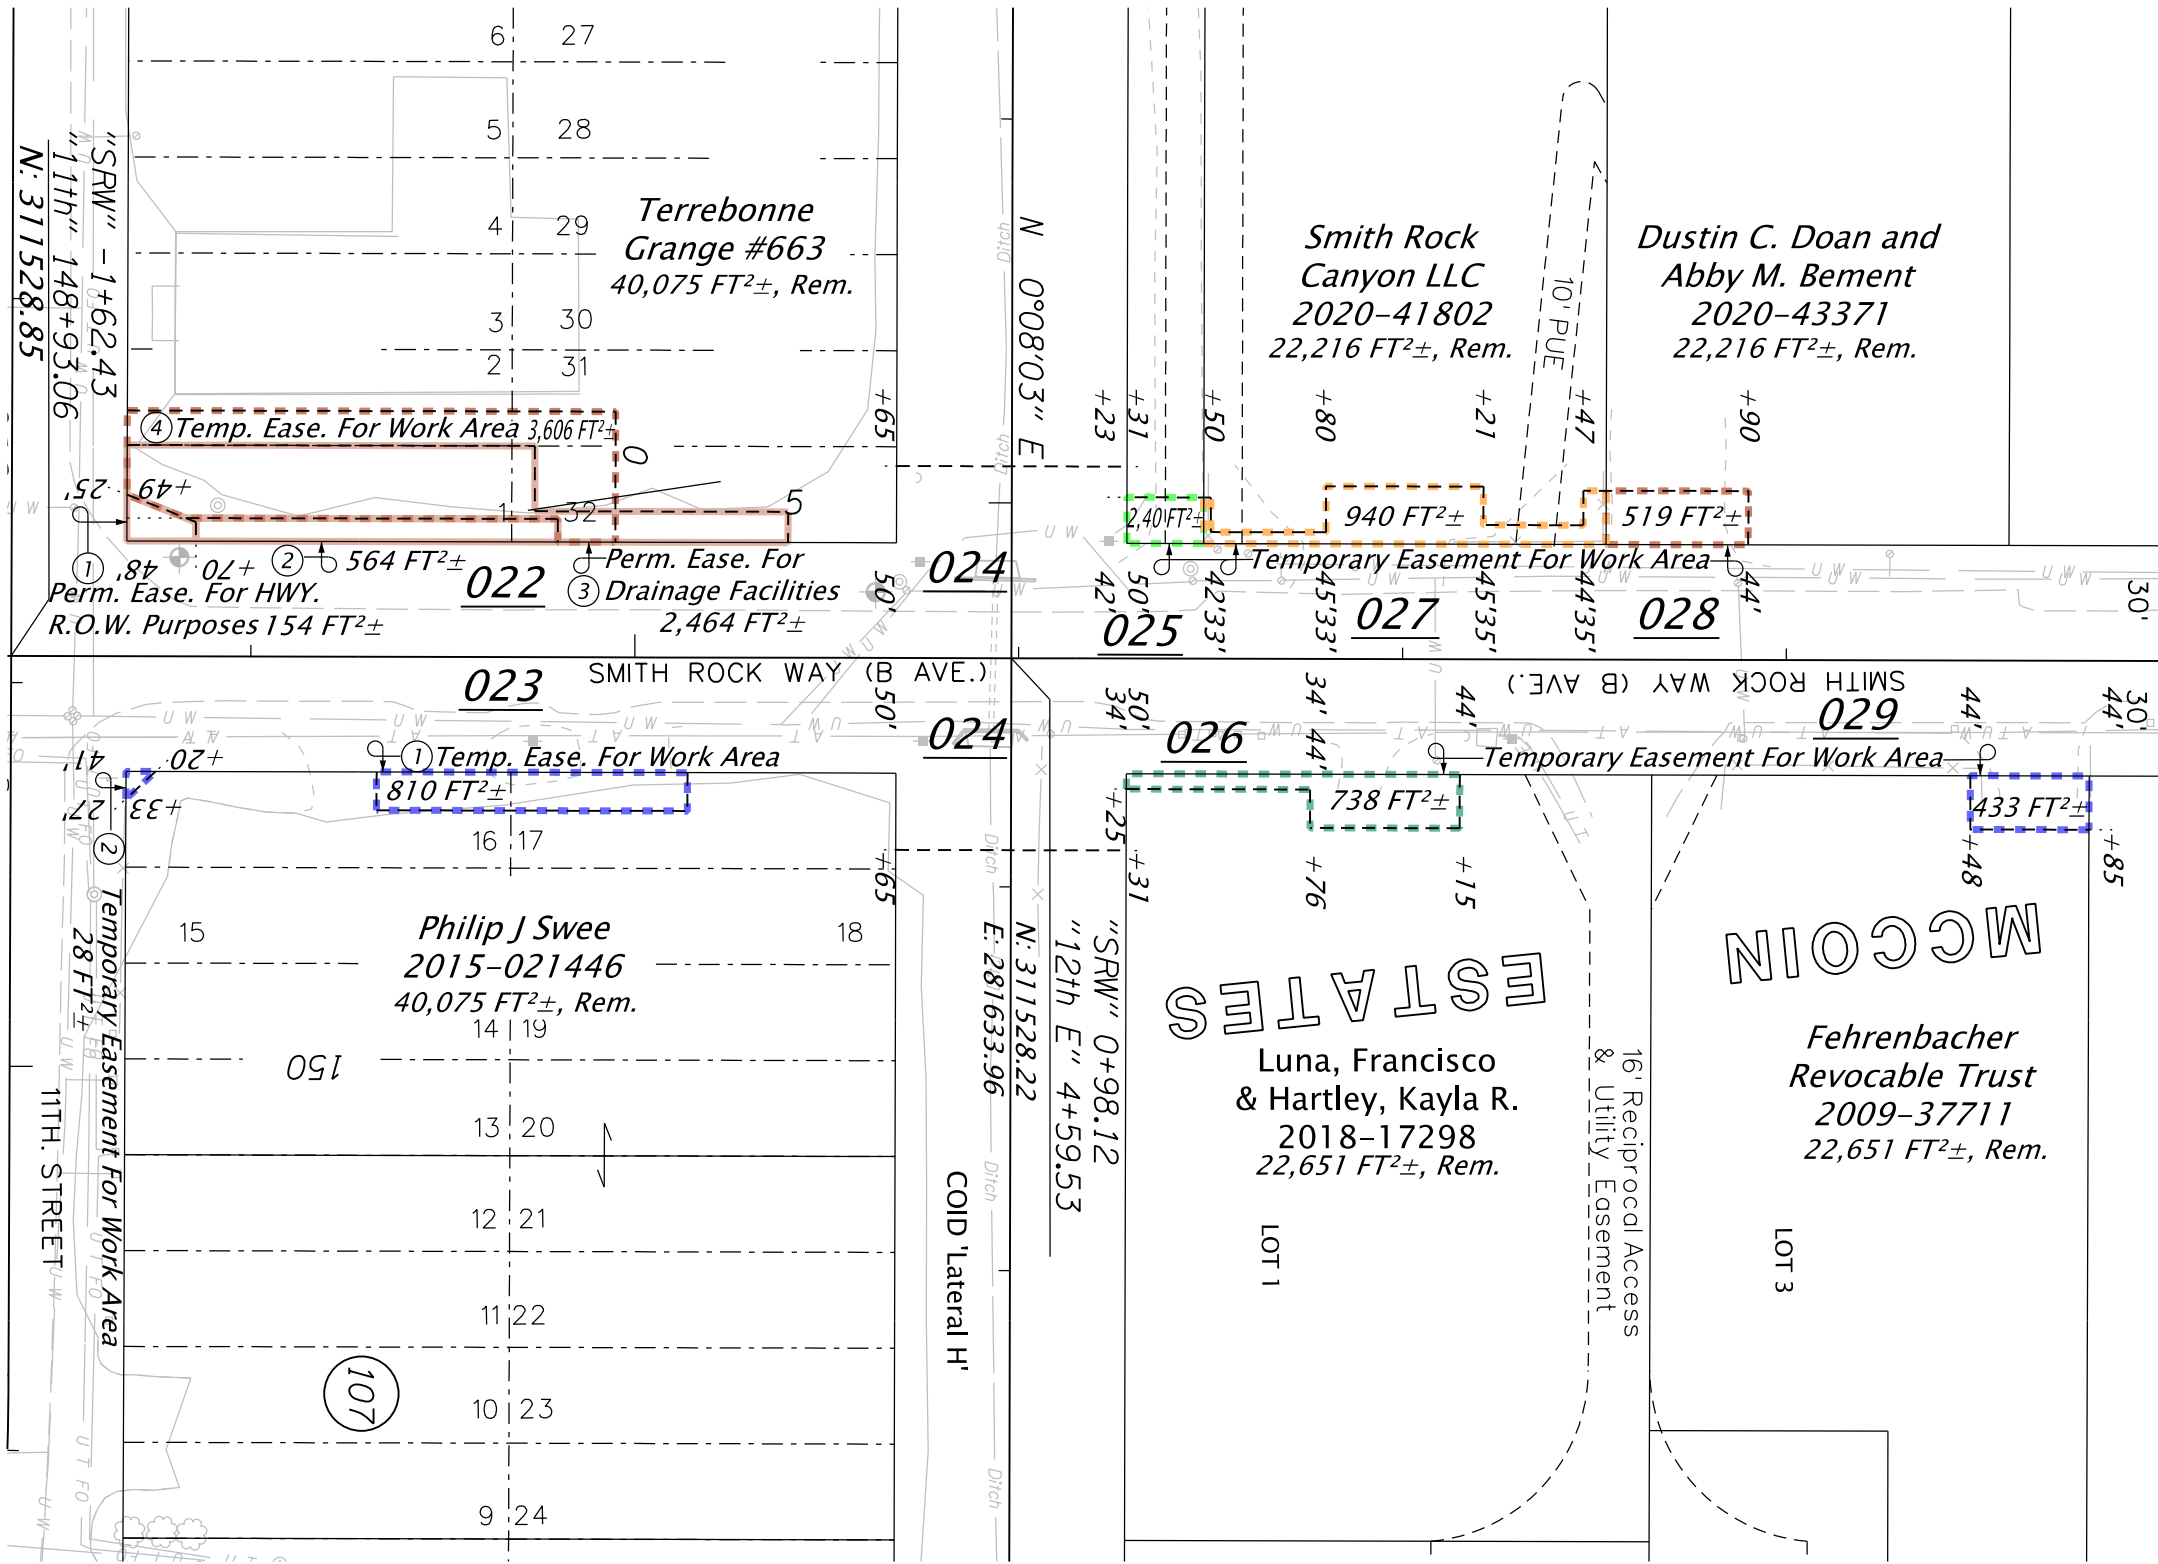 6 27
5 28
4 29
3 30
2 31
1 32
Terrebonne
Grange #663
40,075 FT²±, Rem.
"SRW" -1+62.43
"11th" 148+93.06
N: 311528.85
④ Temp. Ease. For Work Area 3,606 FT²±
25'
+49
0
5
+65
① Perm. Ease. For HWY.
R.O.W. Purposes 154 FT²±
48'
+70
② 564 FT²±
022
Perm. Ease. For
③ Drainage Facilities
2,464 FT²±
50'
024
N 0°08'03" E
Ditch
Ditch
Smith Rock
Canyon LLC
2020-41802
22,216 FT²±, Rem.
10' PUE
Dustin C. Doan and
Abby M. Bement
2020-43371
22,216 FT²±, Rem.
+23
+31
+50
+80
+21
+47
+90
2,401 FT²±
940 FT²±
519 FT²±
Temporary Easement For Work Area
42'
50'
42'33'
45'33'
45'35'
44'35'
44'
30'
025
027
028
SMITH ROCK WAY (B AVE.)
SMITH ROCK WAY (B AVE.)
023
50'
024
50'
34'
026
34'
44'
44'
029
44'
44'
30'
41'
+20
27'
+33
① Temp. Ease. For Work Area
810 FT²±
Temporary Easement For Work Area
738 FT²±
433 FT²±
+65
+25
+31
+76
+15
+48
+85
② Temporary Easement For Work Area
28 FT²±
16 17
15
18
Philip J Swee
2015-021446
40,075 FT²±, Rem.
14 19
150
13 20
12 21
11 22
10 23
9 24
107
11TH. STREET
COID 'Lateral H'
Ditch
Ditch
Ditch
Ditch
E: 281633.96
N: 311528.22
"12th E" 4+59.53
"SRW" 0+98.12
MCCOIN
ESTATES
Luna, Francisco
& Hartley, Kayla R.
2018-17298
22,651 FT²±, Rem.
16' Reciprocal Access
& Utility Easement
Fehrenbacher
Revocable Trust
2009-37711
22,651 FT²±, Rem.
LOT 1
LOT 3